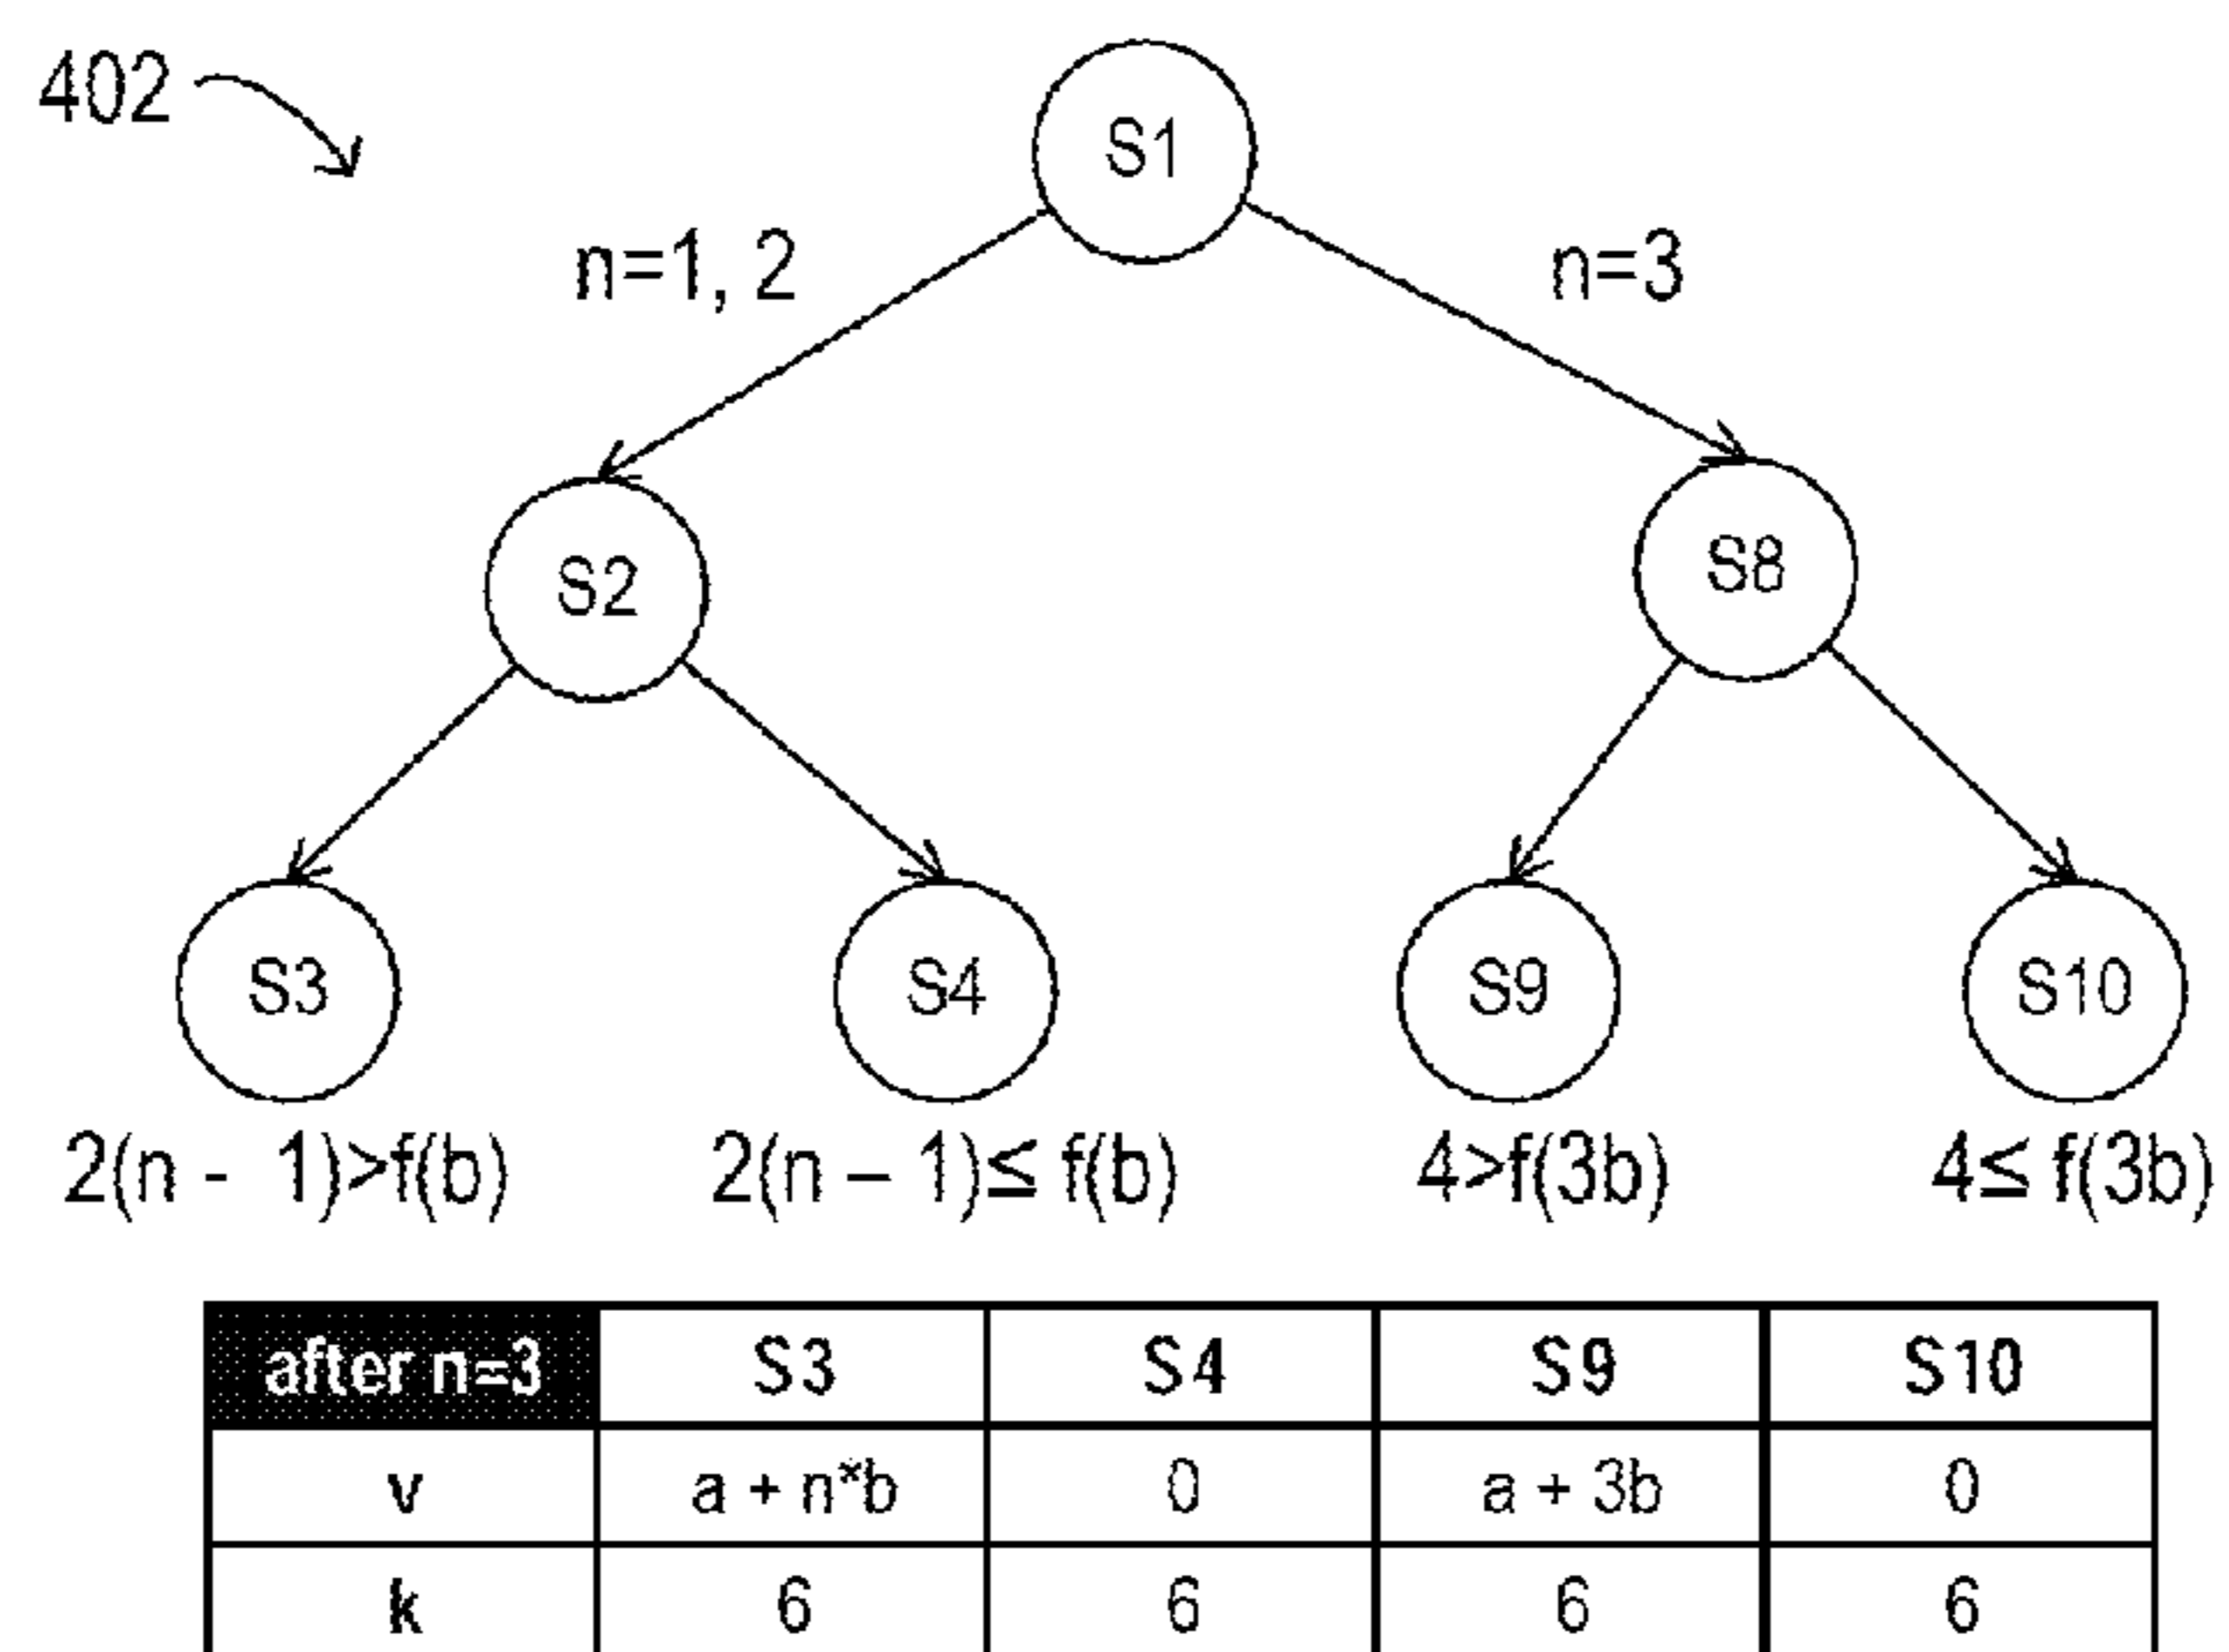 402
S1
n=1, 2
n=3
S2
S8
S3
S4
S9
S10
2(n - 1)>f(b)
2(n – 1)≤ f(b)
4>f(3b)
4≤ f(3b)
after n=3 S3 S4 S9 S10
v a + n*b 0 a + 3b 0
k 6 6 6 6